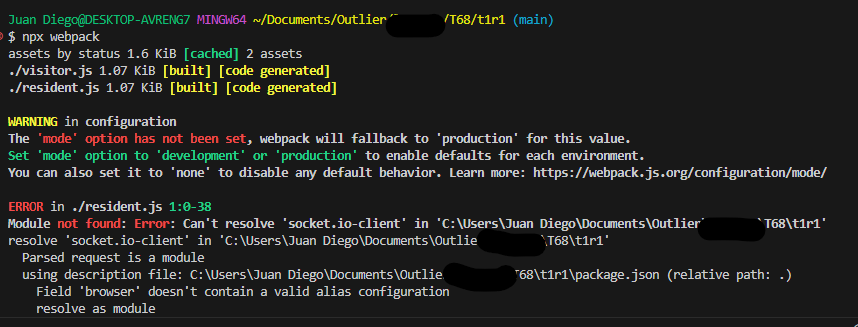 Juan Diego@DESKTOP-AVRENG7 MINGW64 ~/Documents/Outlier/ /T68/t1r1 (main)
$ npx webpack
assets by status 1.6 KiB [cached] 2 assets
./visitor.js 1.07 KiB [built] [code generated]
./resident.js 1.07 KiB [built] [code generated]
WARNING in configuration
The 'mode' option has not been set, webpack will fallback to 'production' for this value.
Set 'mode' option to 'development' or 'production' to enable defaults for each environment.
You can also set it to 'none' to disable any default behavior. Learn more: https://webpack.js.org/configuration/mode/
ERROR in ./resident.js 1:0-38
Module not found: Error: Can't resolve 'socket.io-client' in 'C:\Users\Juan Diego\Documents\Outlier\ \T68\t1r1'
resolve 'socket.io-client' in 'C:\Users\Juan Diego\Documents\Outlie \T68\t1r1'
Parsed request is a module
using description file: C:\Users\Juan Diego\Documents\Outlie T68\t1r1\package.json (relative path: .)
Field 'browser' doesn't contain a valid alias configuration
resolve as module